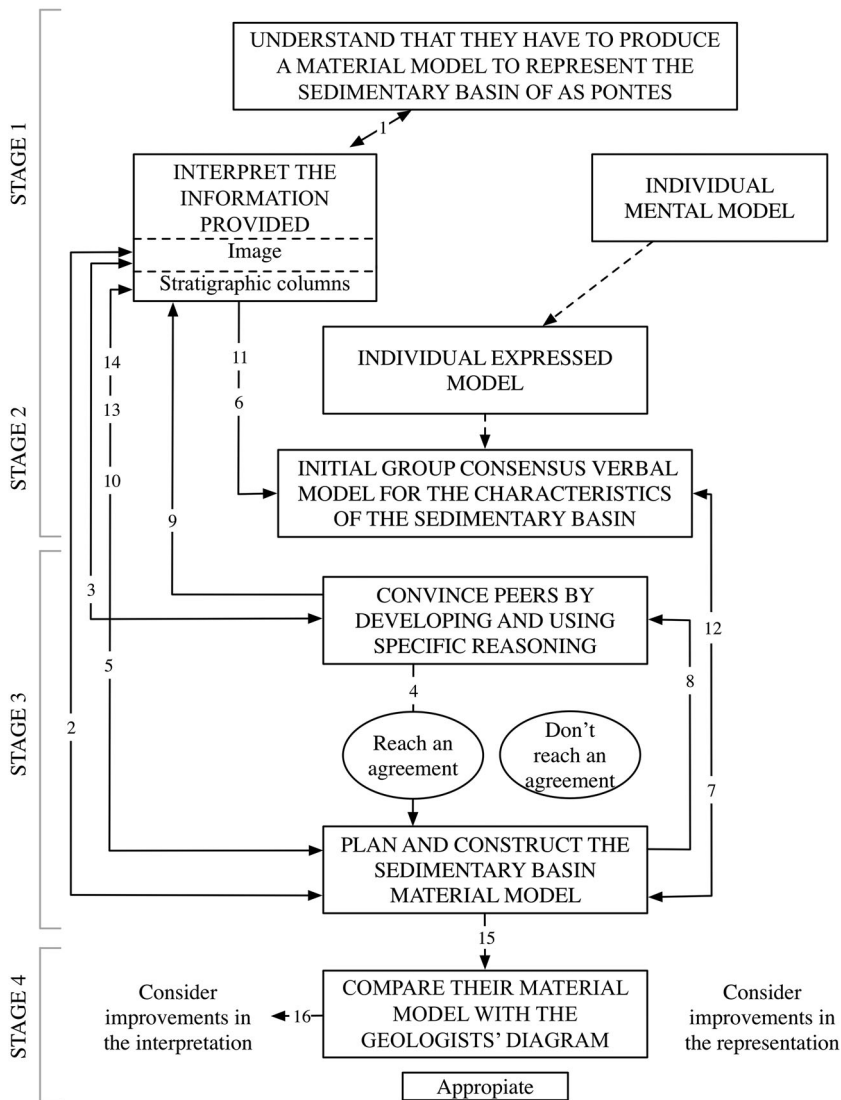 UNDERSTAND THAT THEY HAVE TO PRODUCE
A MATERIAL MODEL TO REPRESENT THE
SEDIMENTARY BASIN OF AS PONTES
STAGE 1
1
INTERPRET THE
INFORMATION
PROVIDED
Image
Stratigraphic columns
INDIVIDUAL
MENTAL MODEL
STAGE 2
14
13
10
11
6
9
INDIVIDUAL EXPRESSED
MODEL
INITIAL GROUP CONSENSUS VERBAL
MODEL FOR THE CHARACTERISTICS
OF THE SEDIMENTARY BASIN
STAGE 3
3
5
2
CONVINCE PEERS BY
DEVELOPING AND USING
SPECIFIC REASONING
12
8
7
4
Reach an
agreement
Don't
reach an
agreement
PLAN AND CONSTRUCT THE
SEDIMENTARY BASIN
MATERIAL MODEL
15
STAGE 4
Consider
improvements in
the interpretation
16
COMPARE THEIR MATERIAL
MODEL WITH THE
GEOLOGISTS' DIAGRAM
Consider
improvements in
the representation
Appropiate